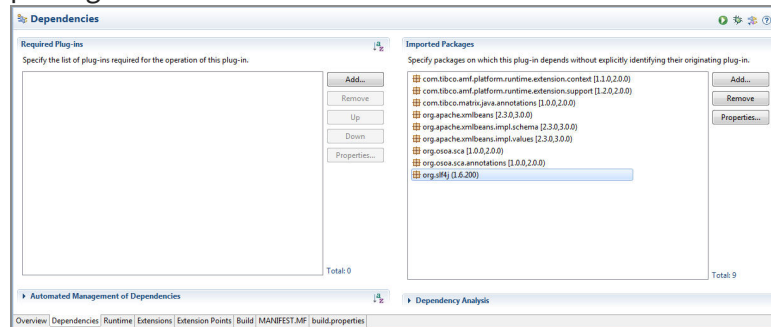 Dependencies
Required Plug-ins
Specify the list of plug-ins required for the operation of this plug-in.
Add...
Remove
Up
Down
Properties...
Total: 0
Automated Management of Dependencies
Imported Packages
Specify packages on which this plug-in depends without explicitly identifying their originating plug-in.
com.tibco.amf.platform.runtime.extension.context [1.1.0,2.0.0)
com.tibco.amf.platform.runtime.extension.support [1.2.0,2.0.0)
com.tibco.matrix.java.annotations [1.0.0,2.0.0)
org.apache.xmlbeans [2.3.0,3.0.0)
org.apache.xmlbeans.impl.schema [2.3.0,3.0.0)
org.apache.xmlbeans.impl.values [2.3.0,3.0.0)
org.osoa.sca [1.0.0,2.0.0)
org.osoa.sca.annotations [1.0.0,2.0.0)
org.slf4j (1.6.200)
Add...
Remove
Properties...
Total: 9
Dependency Analysis
Overview Dependencies Runtime Extensions Extension Points Build MANIFEST.MF build.properties